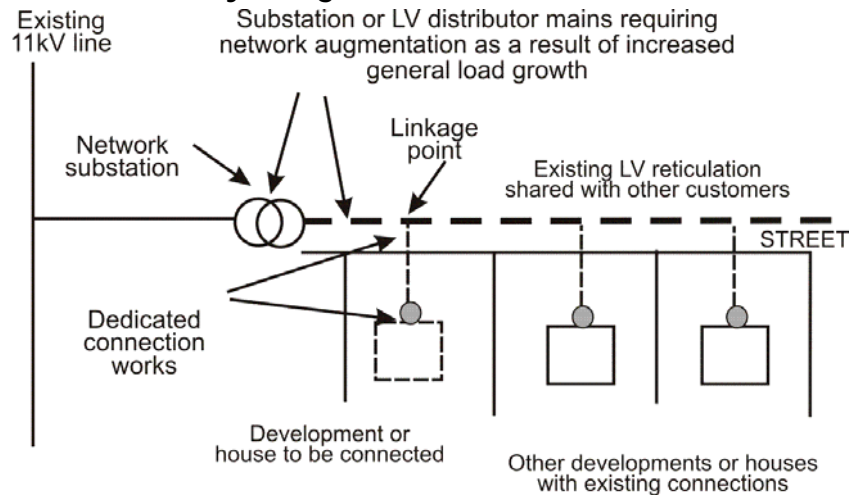 Existing
11kV line
Substation or LV distributor mains requiring
network augmentation as a result of increased
general load growth
Network
substation
Linkage
point
Existing LV reticulation
shared with other customers
STREET
Dedicated
connection
works
Development or
house to be connected
Other developments or houses
with existing connections